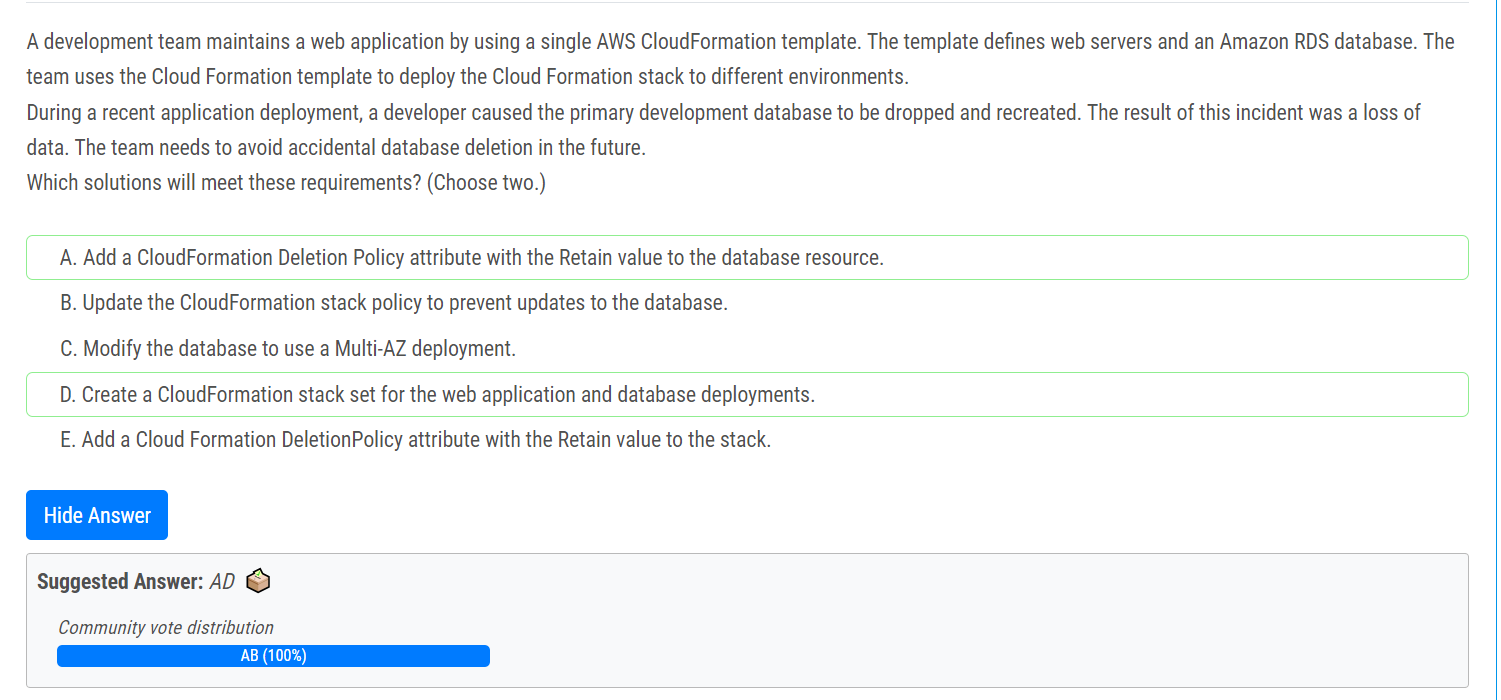 A development team maintains a web application by using a single AWS CloudFormation template. The template defines web servers and an Amazon RDS database. The
team uses the Cloud Formation template to deploy the Cloud Formation stack to different environments.
During a recent application deployment, a developer caused the primary development database to be dropped and recreated. The result of this incident was a loss of
data. The team needs to avoid accidental database deletion in the future.
Which solutions will meet these requirements? (Choose two.)
A. Add a CloudFormation Deletion Policy attribute with the Retain value to the database resource.
B. Update the CloudFormation stack policy to prevent updates to the database.
C. Modify the database to use a Multi-AZ deployment.
D. Create a CloudFormation stack set for the web application and database deployments.
E. Add a Cloud Formation DeletionPolicy attribute with the Retain value to the stack.
Hide Answer
Suggested Answer: AD
Community vote distribution
AB (100%)